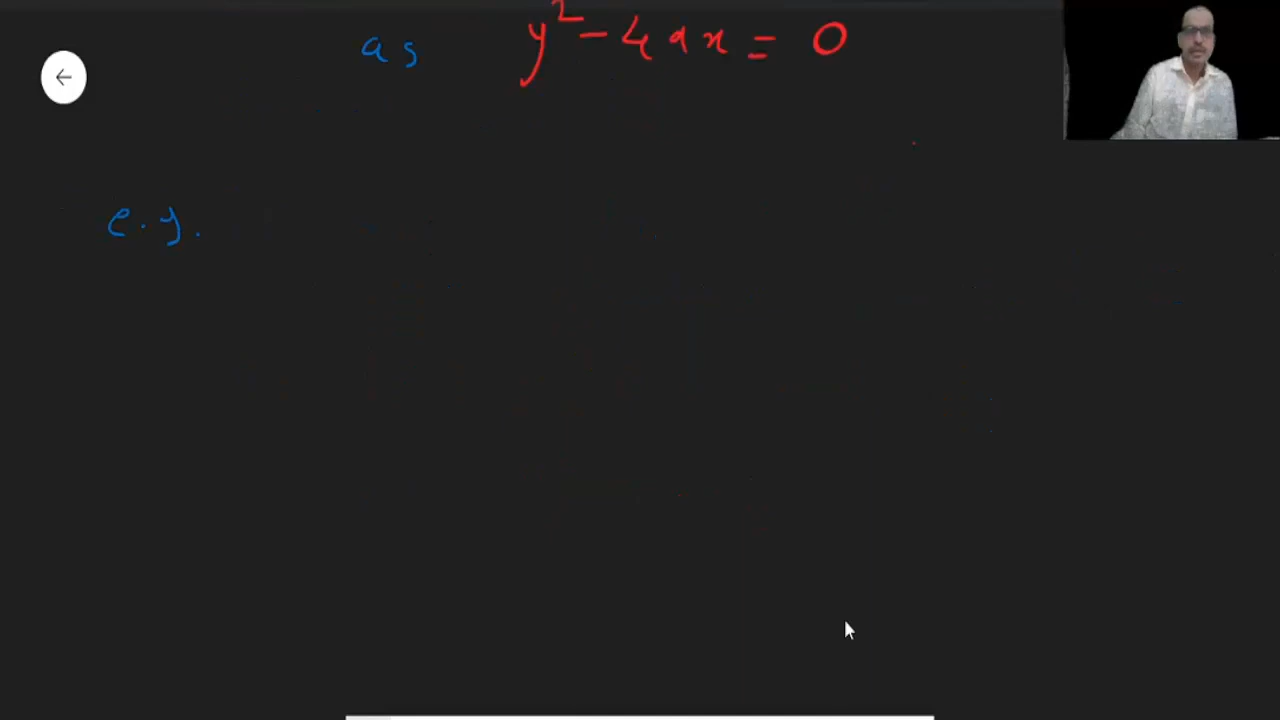 as y² - 4ax = 0
e.g.